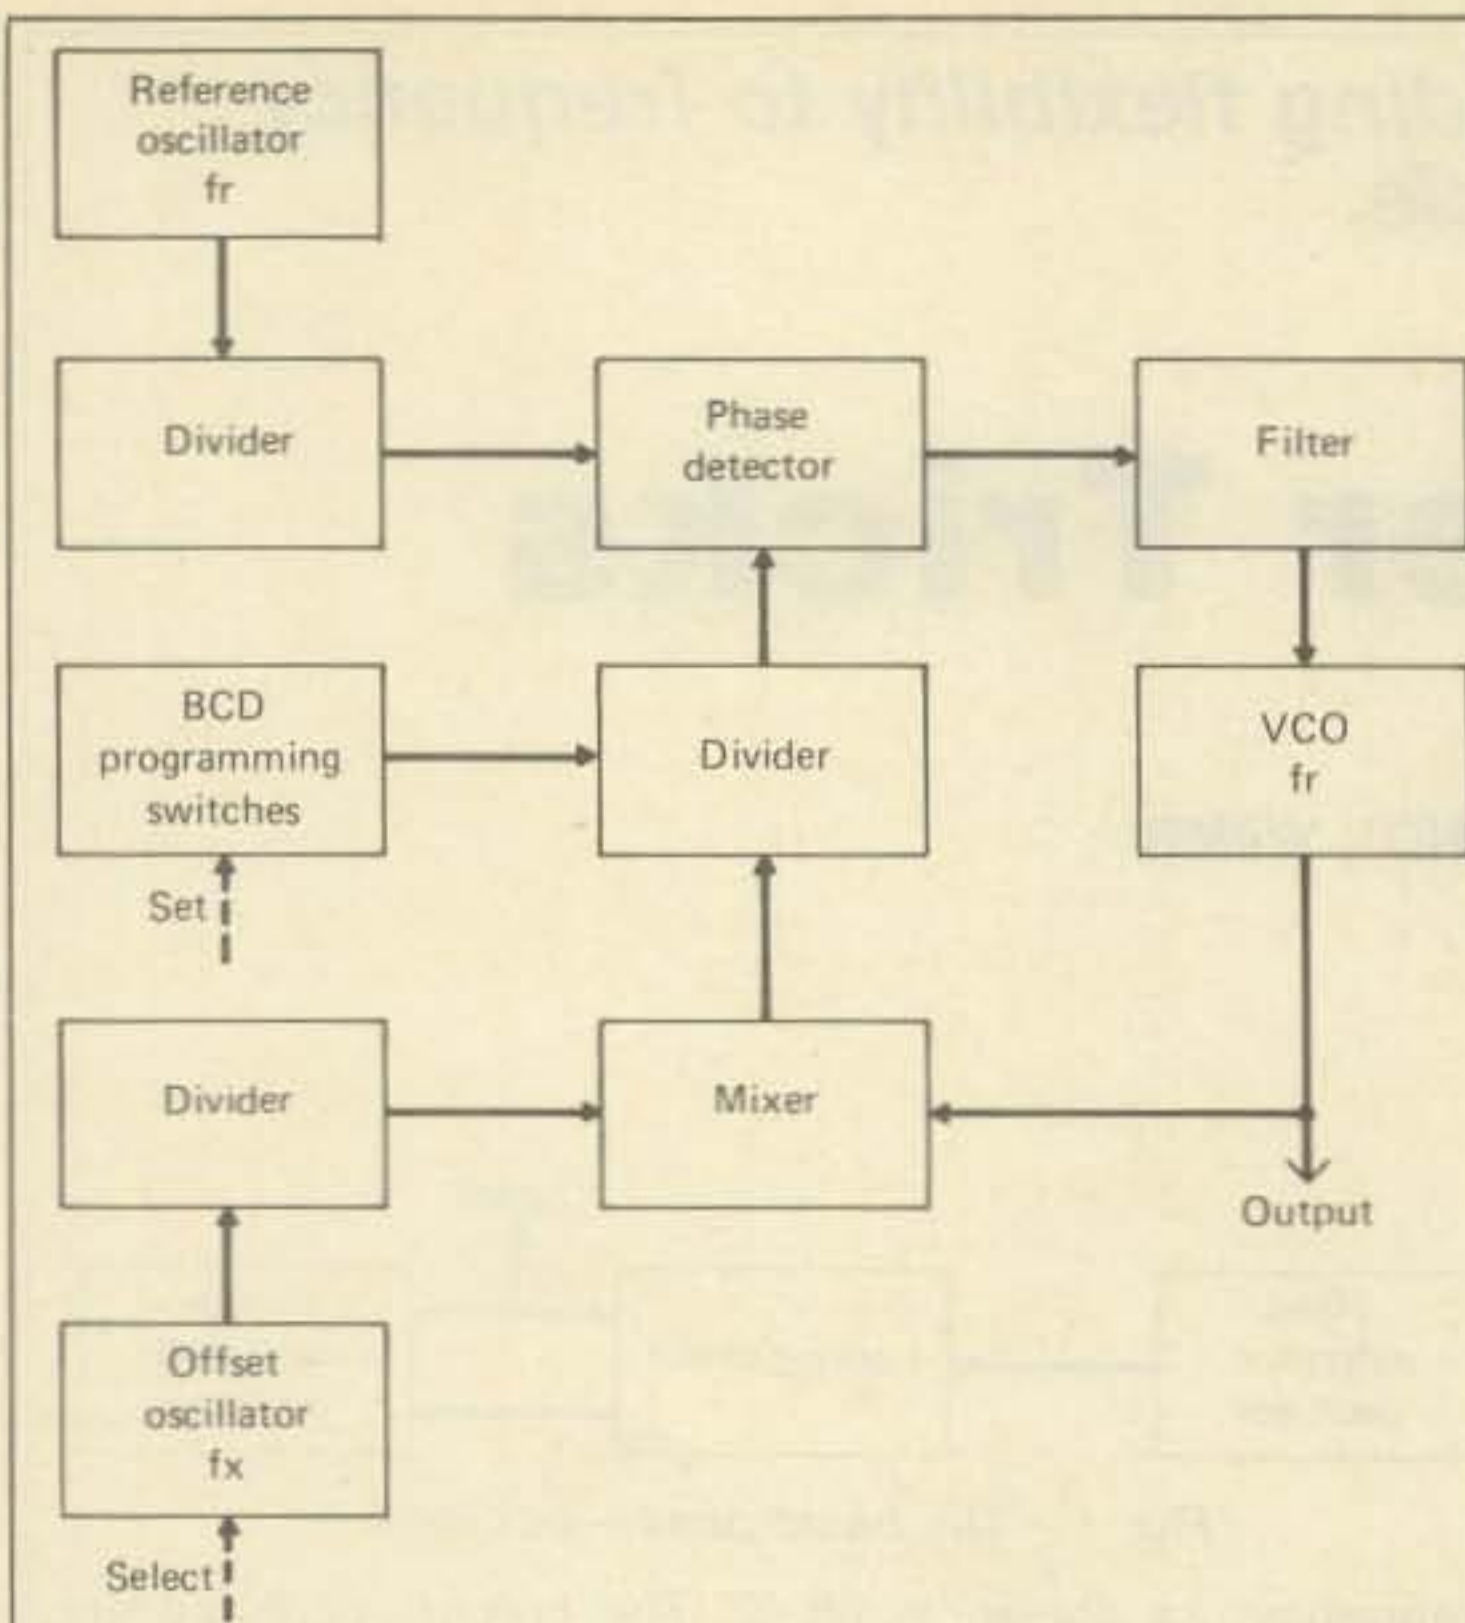 Reference
oscillator
fr
Divider
Phase
detector
Filter
BCD
programming
switches
Divider
VCO
fr
Set
Divider
Mixer
Output
Offset
oscillator
fx
Select